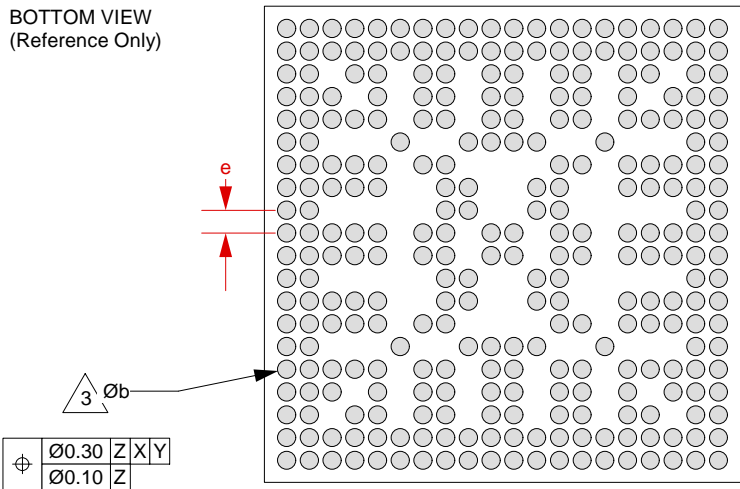 BOTTOM VIEW
(Reference Only)
e
3 Øb
Ø0.30 Z X Y
Ø0.10 Z